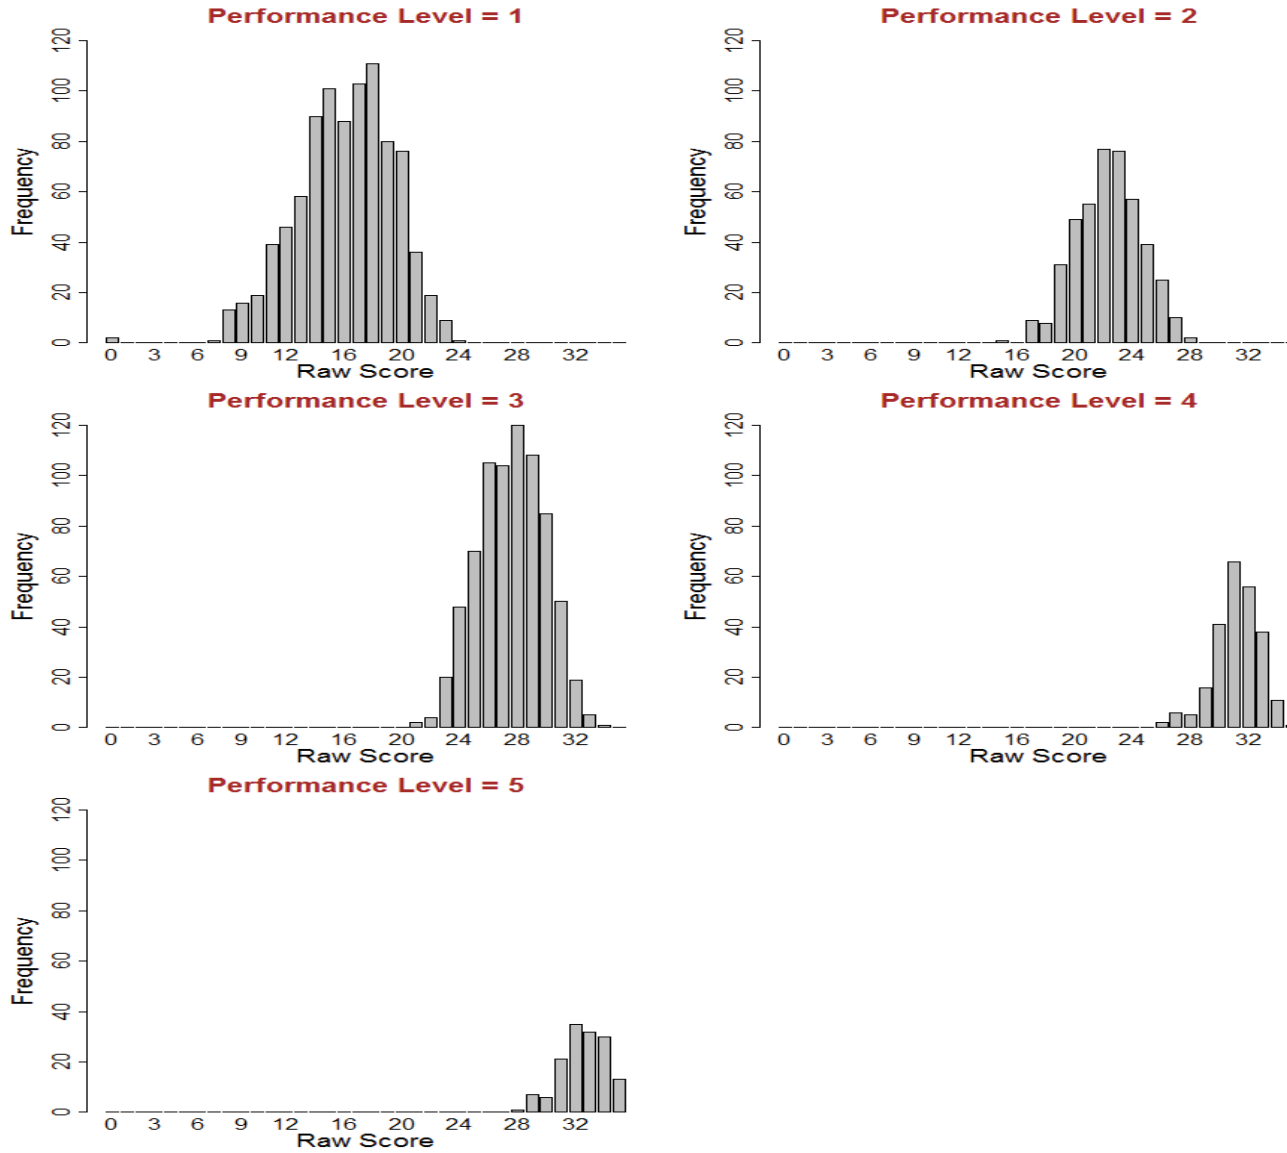 Performance Level = 1
Frequency
0 20 40 60 80 100 120
0 3 6 9 12 16 20 24 28 32
Raw Score
Performance Level = 2
Frequency
0 20 40 60 80 100 120
0 3 6 9 12 16 20 24 28 32
Raw Score
Performance Level = 3
Frequency
0 20 40 60 80 100 120
0 3 6 9 12 16 20 24 28 32
Raw Score
Performance Level = 4
Frequency
0 20 40 60 80 100 120
0 3 6 9 12 16 20 24 28 32
Raw Score
Performance Level = 5
Frequency
0 20 40 60 80 100 120
0 3 6 9 12 16 20 24 28 32
Raw Score